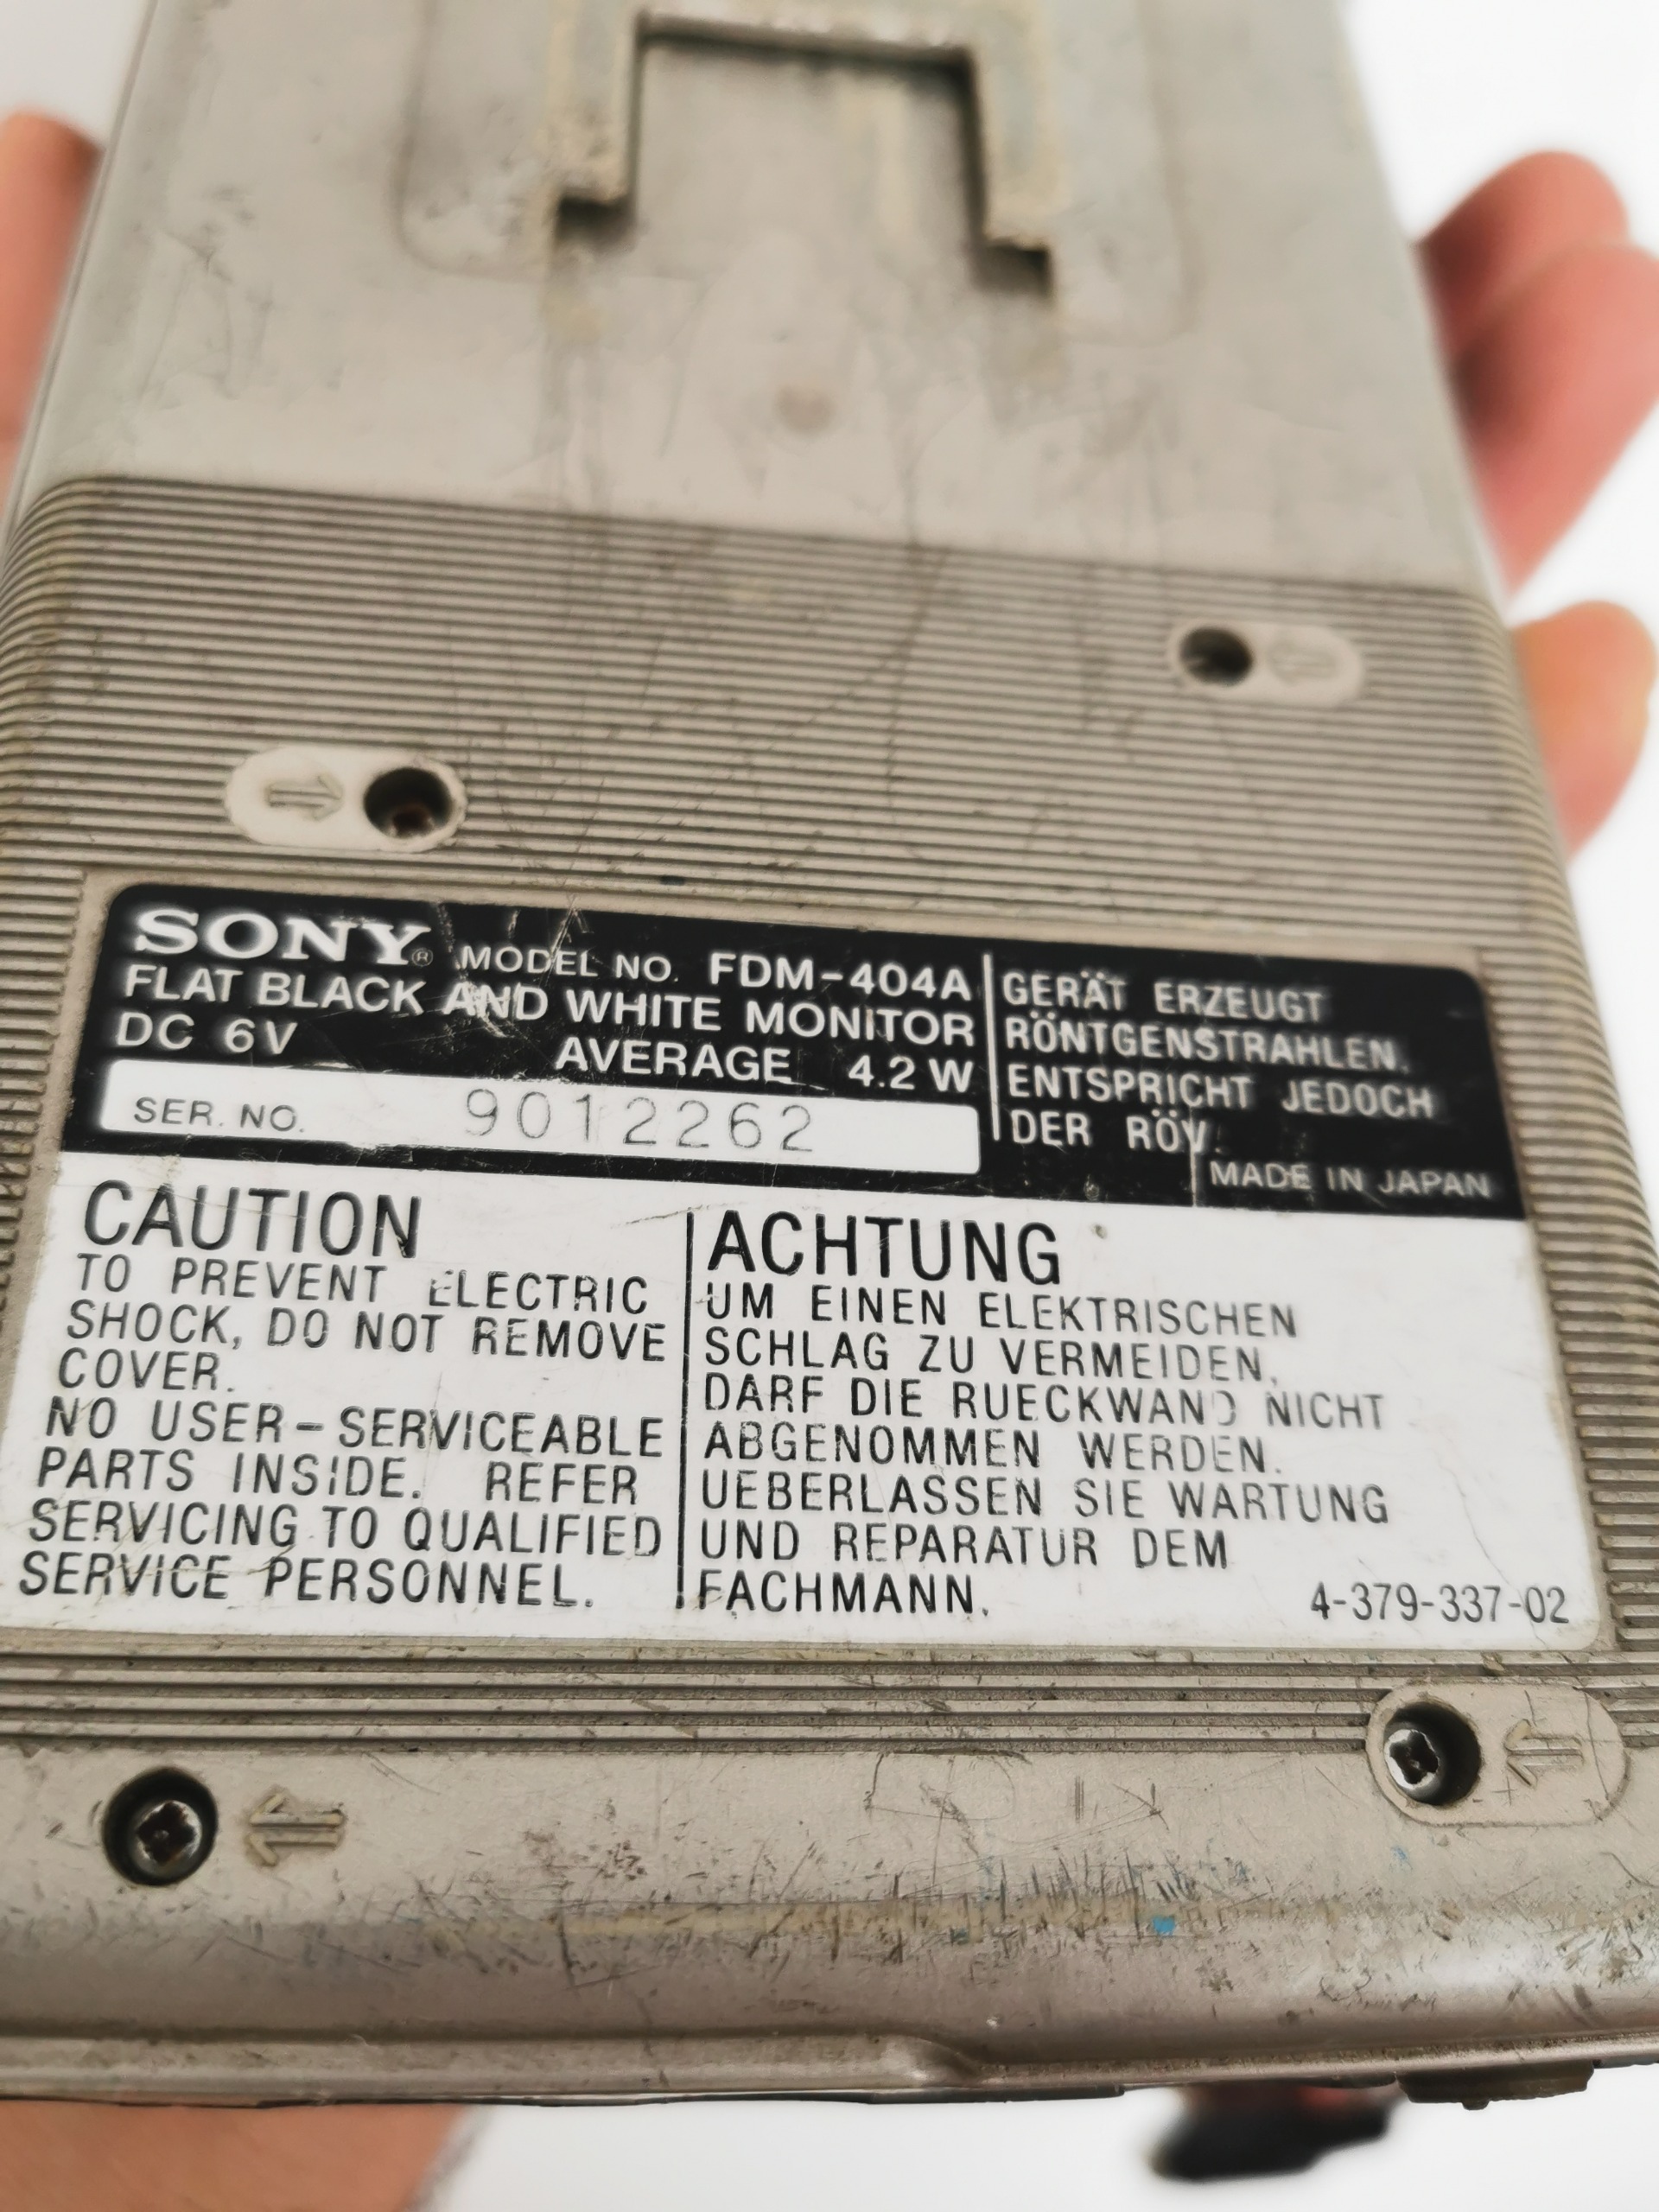 SONY® MODEL NO. FDM-404A
FLAT BLACK AND WHITE MONITOR
DC 6V AVERAGE 4.2 W
SER. NO. 9012262
GERÄT ERZEUGT
RÖNTGENSTRAHLEN.
ENTSPRICHT JEDOCH
DER RÖV.
MADE IN JAPAN
CAUTION
TO PREVENT ELECTRIC
SHOCK, DO NOT REMOVE
COVER.
NO USER-SERVICEABLE
PARTS INSIDE. REFER
SERVICING TO QUALIFIED
SERVICE PERSONNEL.
ACHTUNG
UM EINEN ELEKTRISCHEN
SCHLAG ZU VERMEIDEN,
DARF DIE RUECKWAND NICHT
ABGENOMMEN WERDEN.
UEBERLASSEN SIE WARTUNG
UND REPARATUR DEM
FACHMANN.
4-379-337-02